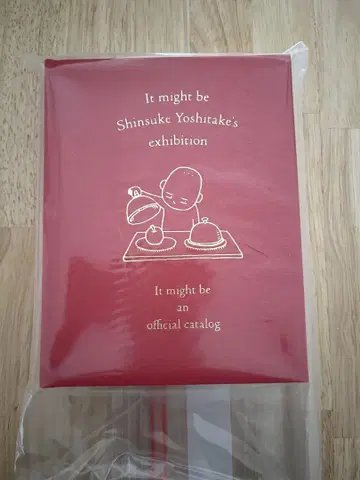 It might be
Shinsuke Yoshitake's
exhibition
It might be
an
official catalog